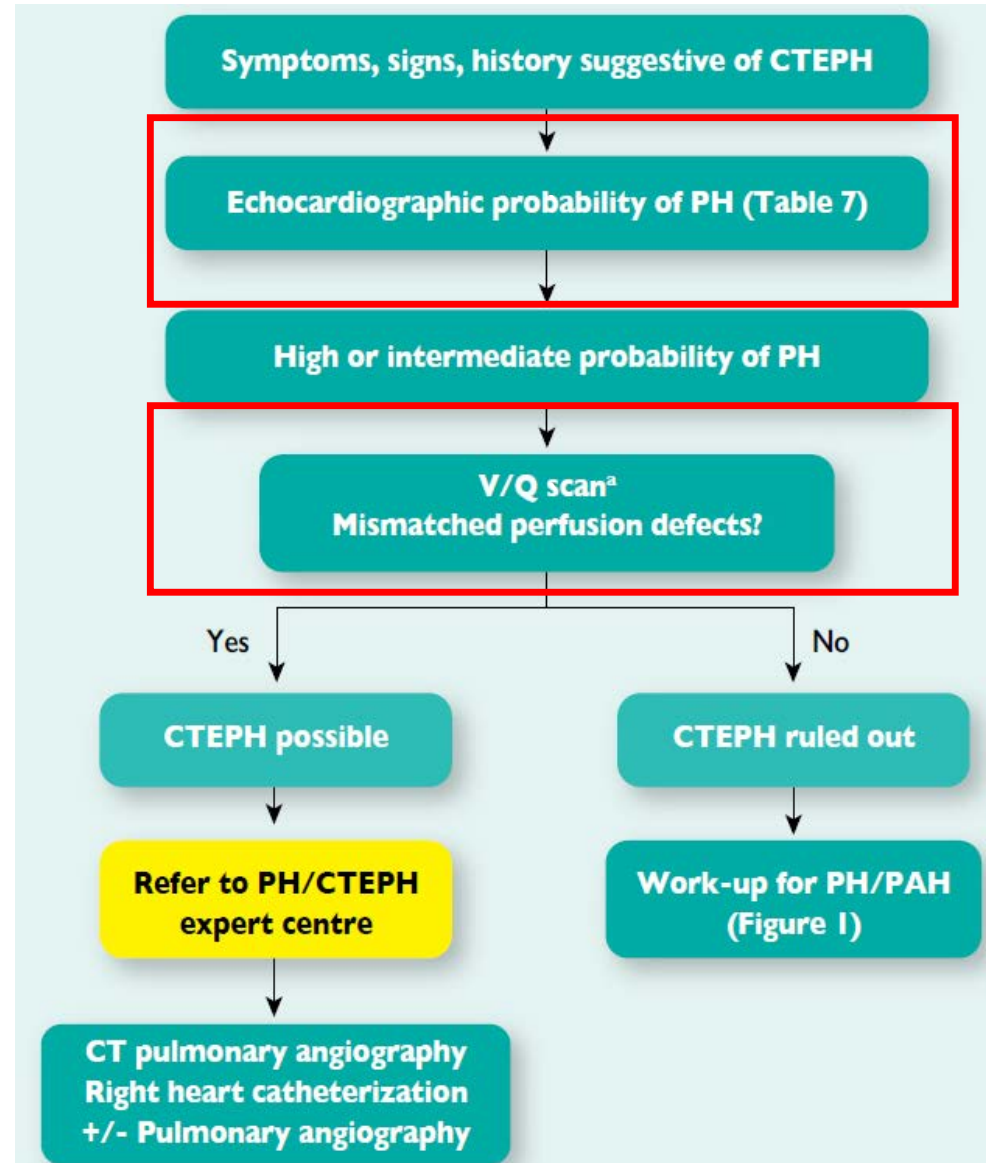 Symptoms, signs, history suggestive of CTEPH
Echocardiographic probability of PH (Table 7)
High or intermediate probability of PH
V/Q scanᵃ
Mismatched perfusion defects?
Yes
No
CTEPH possible
CTEPH ruled out
Refer to PH/CTEPH
expert centre
Work-up for PH/PAH
(Figure 1)
CT pulmonary angiography
Right heart catheterization
+/- Pulmonary angiography